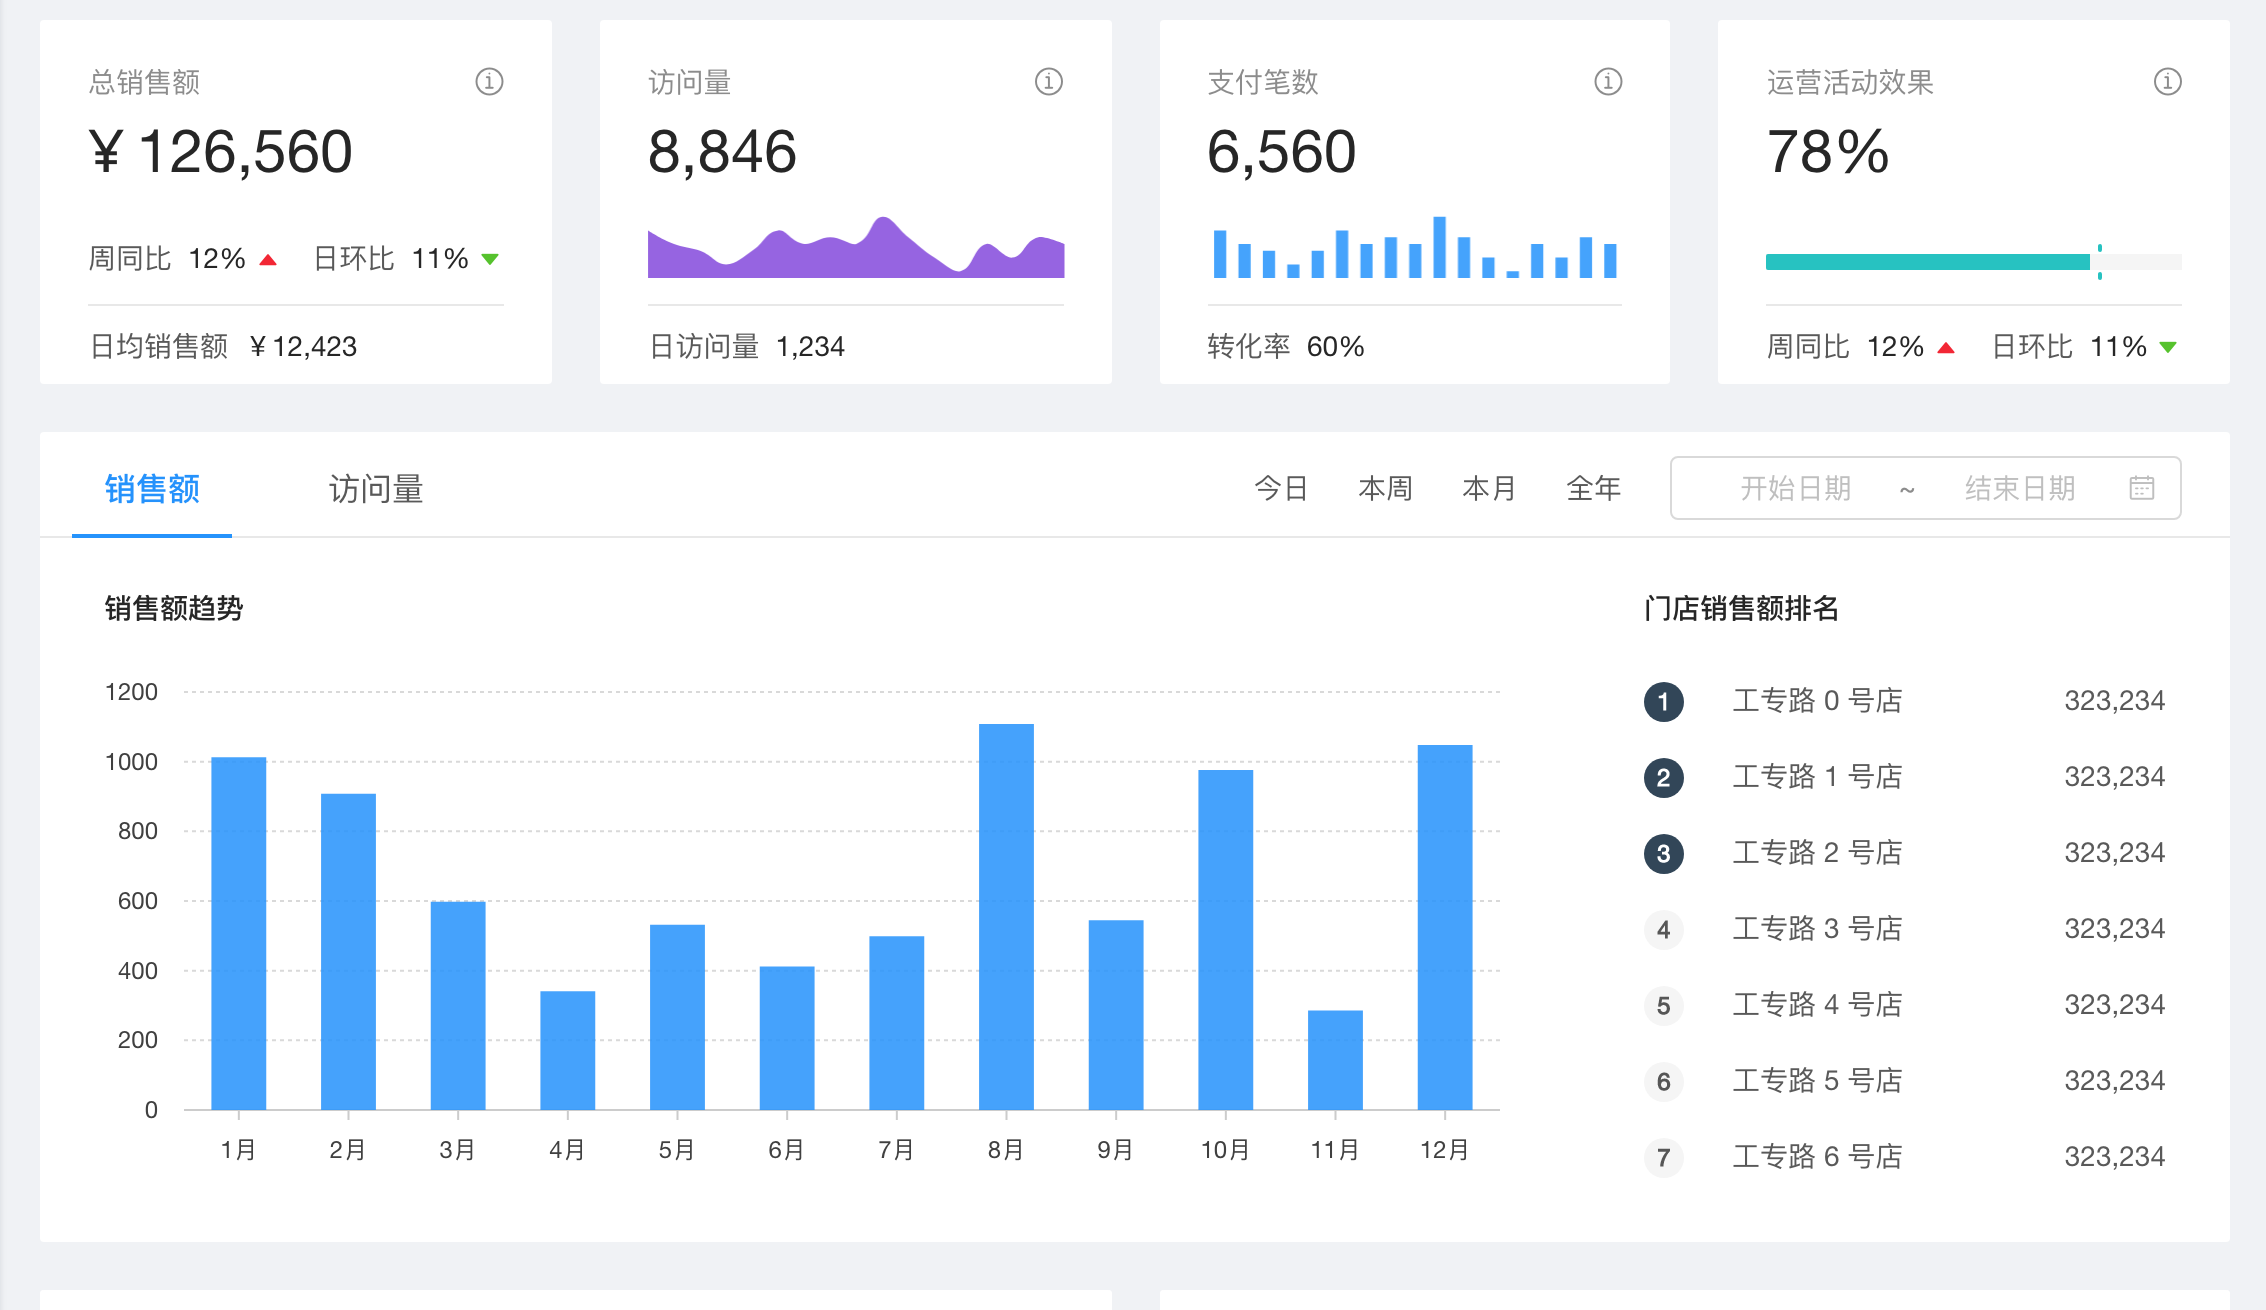 总销售额
¥ 126,560
周同比 12% 日环比 11%
日均销售额 ¥ 12,423
访问量
8,846
日访问量 1,234
支付笔数
6,560
转化率 60%
运营活动效果
78%
周同比 12% 日环比 11%
销售额 访问量 今日 本周 本月 全年 开始日期 ~ 结束日期
销售额趋势
1200
1000
800
600
400
200
0
1月 2月 3月 4月 5月 6月 7月 8月 9月 10月 11月 12月
门店销售额排名
1 工专路 0 号店 323,234
2 工专路 1 号店 323,234
3 工专路 2 号店 323,234
4 工专路 3 号店 323,234
5 工专路 4 号店 323,234
6 工专路 5 号店 323,234
7 工专路 6 号店 323,234